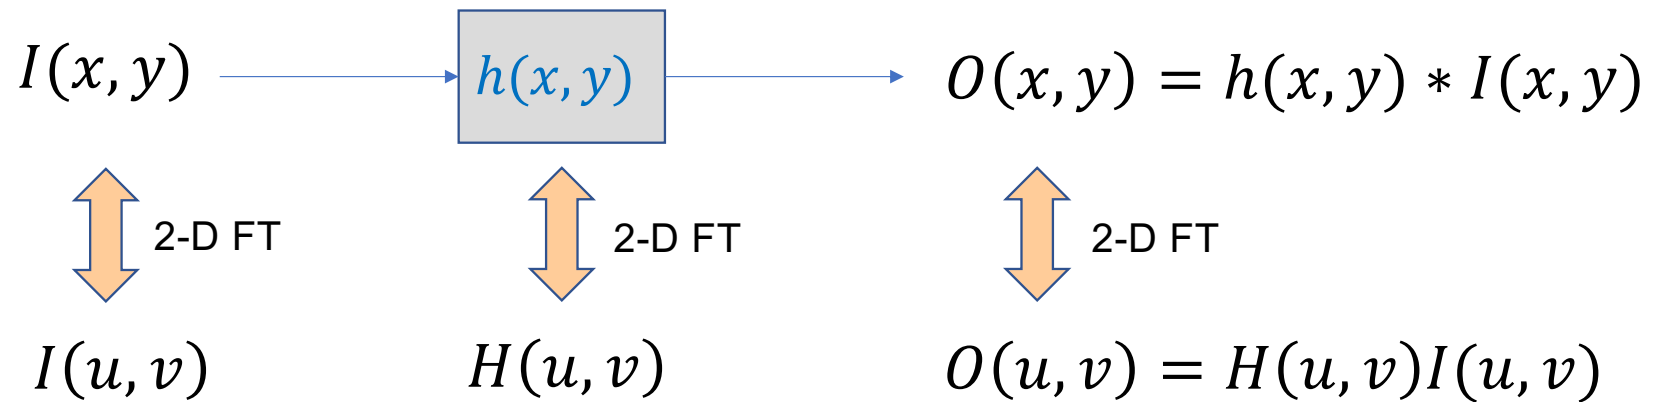 I(x, y) h(x, y) O(x, y) = h(x, y) ∗ I(x, y)
2-D FT 2-D FT 2-D FT
I(u, v) H(u, v) O(u, v) = H(u, v)I(u, v)